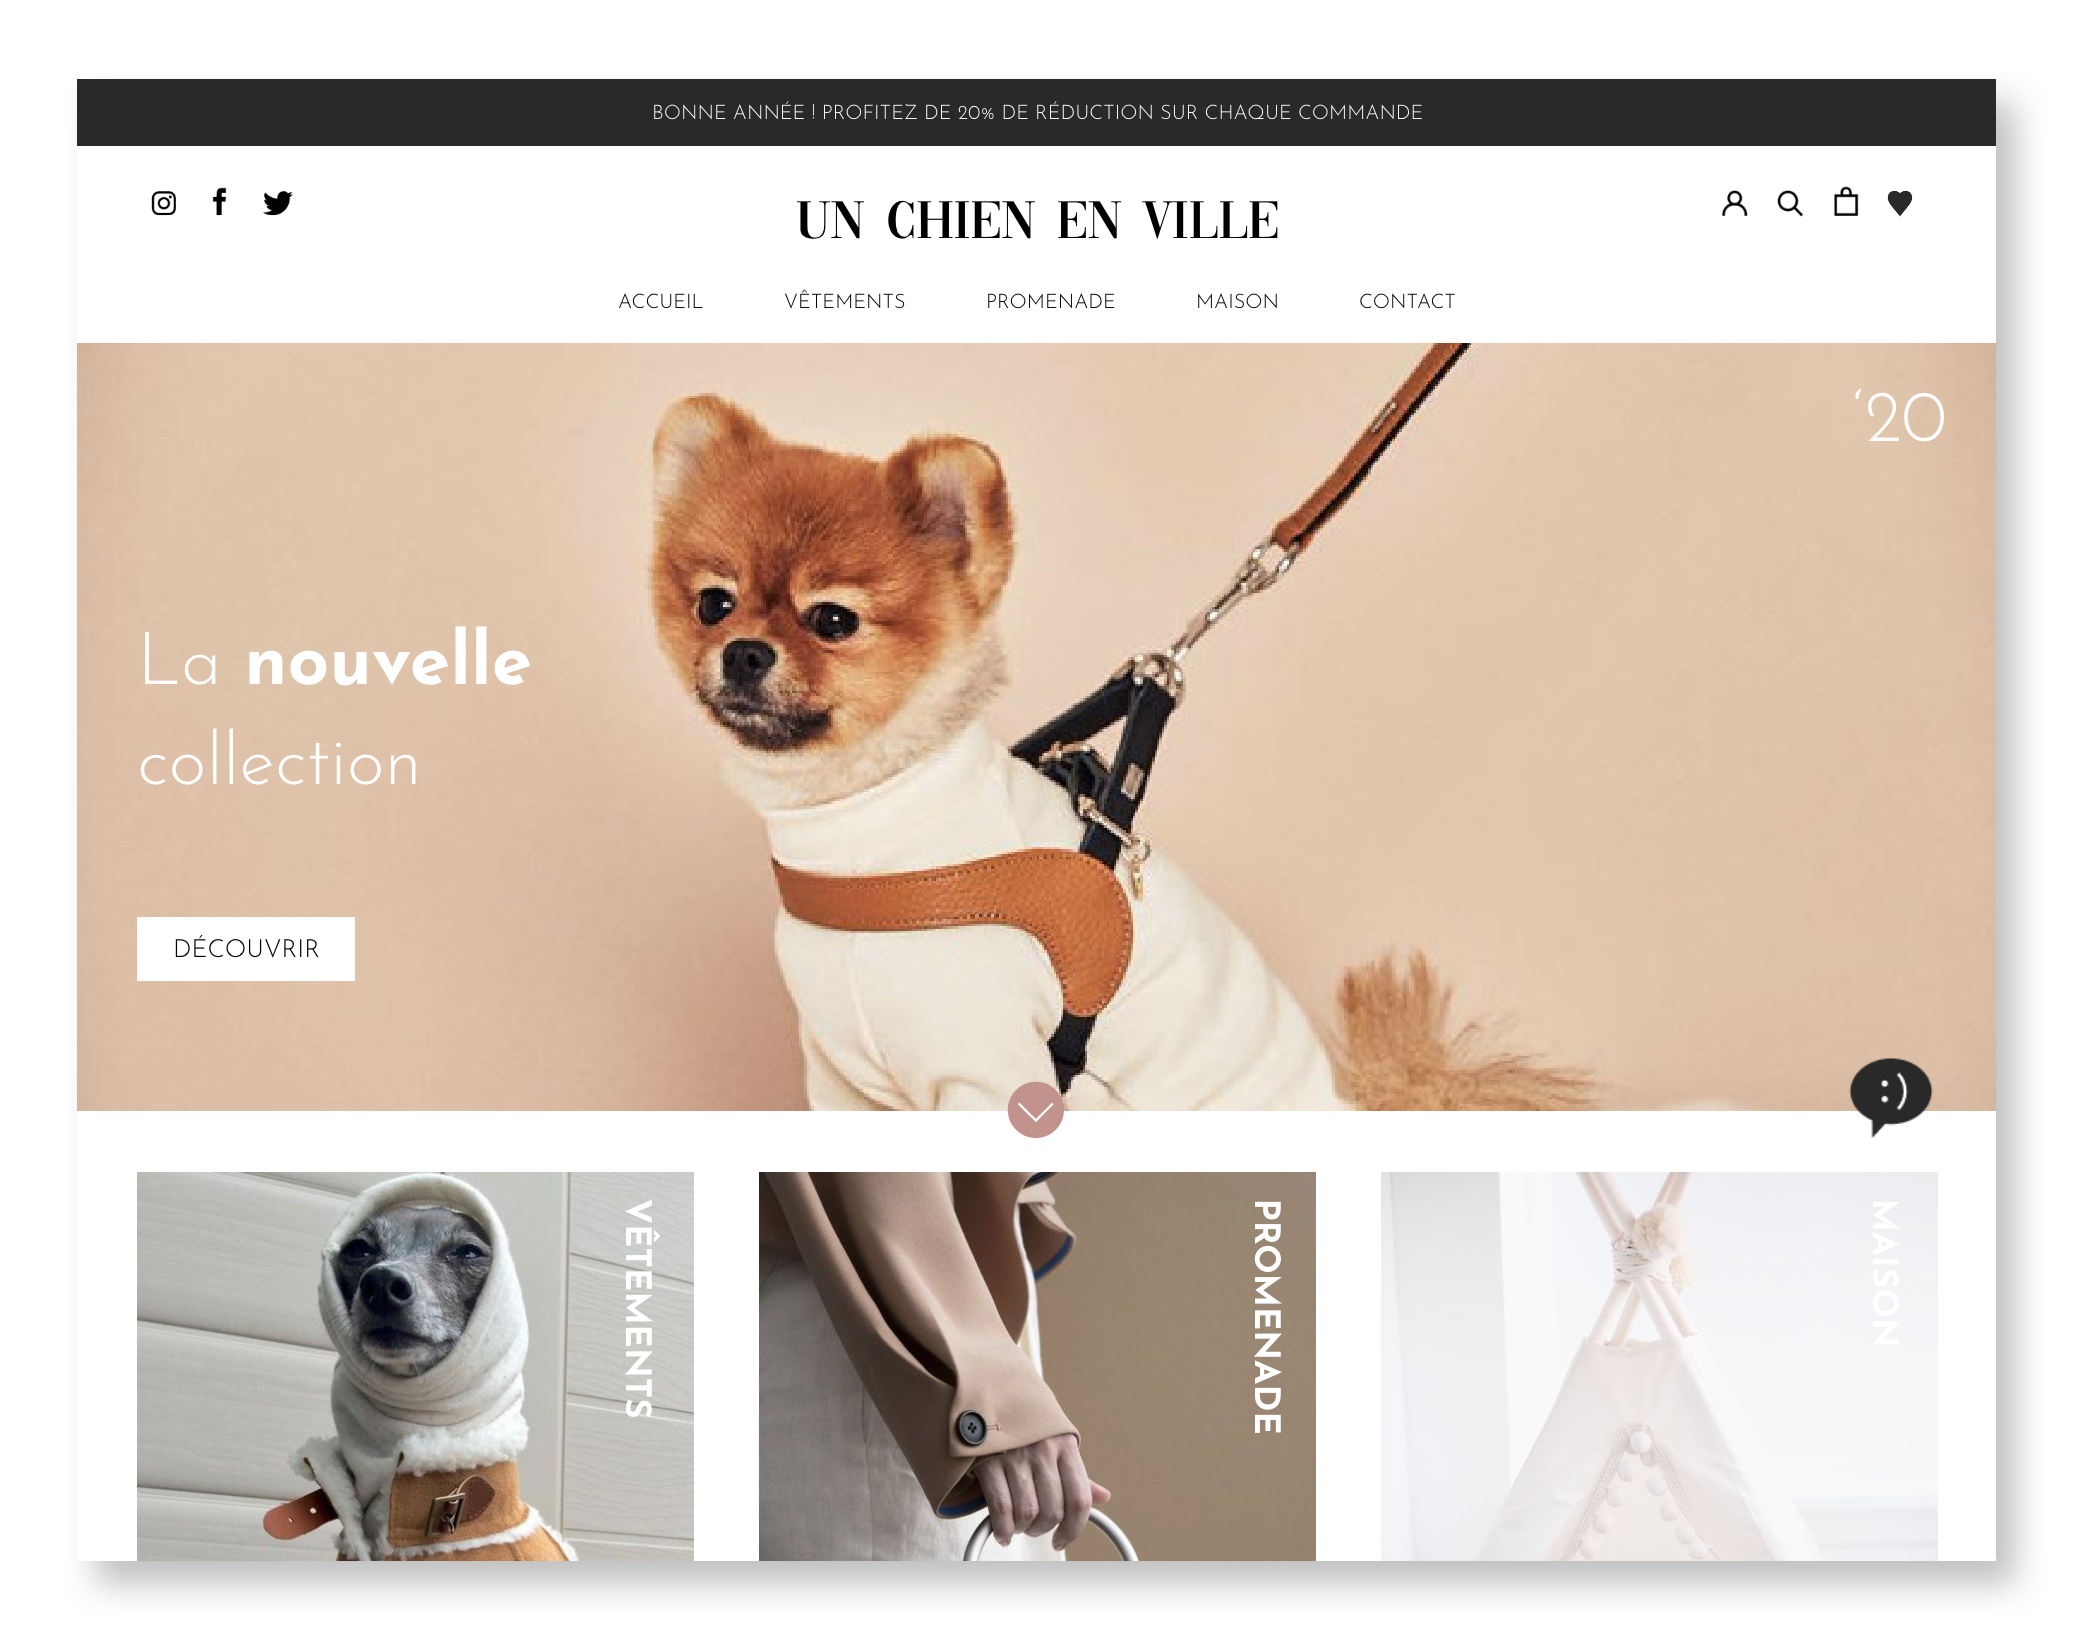 BONNE ANNÉE ! PROFITEZ DE 20% DE RÉDUCTION SUR CHAQUE COMMANDE
UN CHIEN EN VILLE
ACCUEIL VÊTEMENTS PROMENADE MAISON CONTACT
‘20
La nouvelle
collection
DÉCOUVRIR
:)
VÊTEMENTS
PROMENADE
MAISON